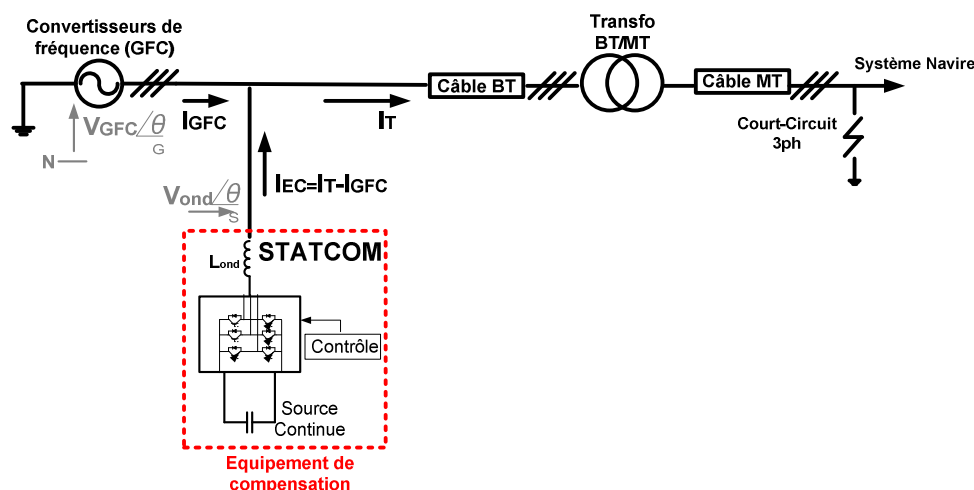 Convertisseurs de
fréquence (GFC)
Transfo
BT/MT
Câble BT
Câble MT
Système Navire
IGFC
IT
Court-Circuit
3ph
VGFC/θ
G
N
IEC=IT-IGFC
Vond/θ
S
STATCOM
Lond
Contrôle
Source
Continue
Equipement de
compensation